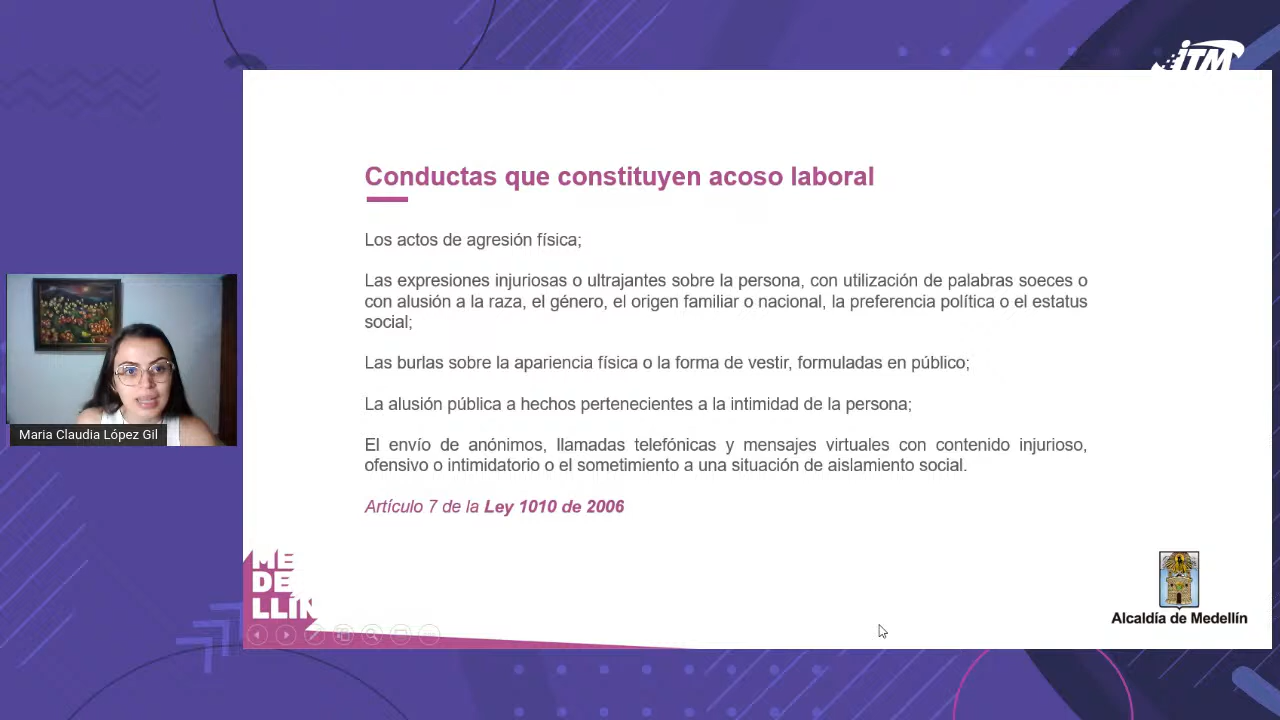 iTM
Conductas que constituyen acoso laboral
Los actos de agresión física;
Las expresiones injuriosas o ultrajantes sobre la persona, con utilización de palabras soeces o
con alusión a la raza, el género, el origen familiar o nacional, la preferencia política o el estatus
social;
Las burlas sobre la apariencia física o la forma de vestir, formuladas en público;
La alusión pública a hechos pertenecientes a la intimidad de la persona;
Maria Claudia López Gil
El envío de anónimos, llamadas telefónicas y mensajes virtuales con contenido injurioso,
ofensivo o intimidatorio o el sometimiento a una situación de aislamiento social.
Artículo 7 de la Ley 1010 de 2006
ME
DE
LLÍN
Alcaldía de Medellín